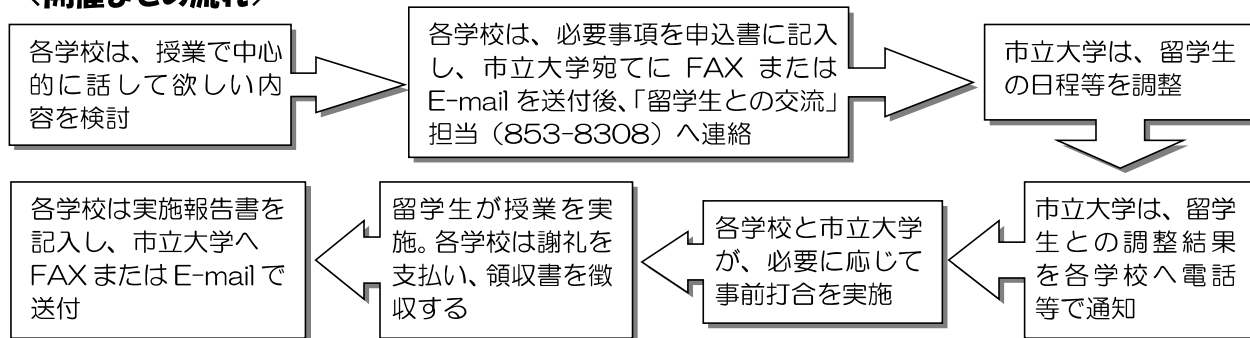 〈開催までの流れ〉
各学校は、授業で中心
的に話して欲しい内
容を検討
各学校は、必要事項を申込書に記入
し、市立大学宛てに FAX または
E-mail を送付後、「留学生との交流」
担当（853-8308）へ連絡
市立大学は、留学生
の日程等を調整
市立大学は、留学
生との調整結果
を各学校へ電話
等で通知
各学校と市立大学
が、必要に応じて
事前打合を実施
留学生が授業を実
施。各学校は謝礼を
支払い、領収書を徴
収する
各学校は実施報告書を
記入し、市立大学へ
FAX または E-mail で
送付